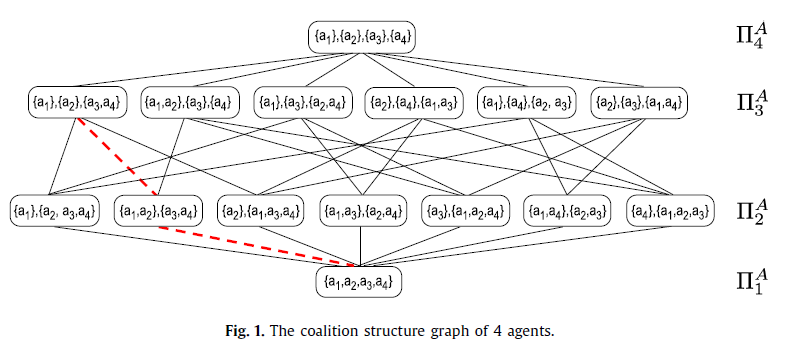 {a₁},{a₂},{a₃},{a₄} Π₄ᴬ
{a₁},{a₂},{a₃,a₄} {a₁,a₂},{a₃},{a₄} {a₁},{a₃},{a₂,a₄} {a₂},{a₄},{a₁,a₃} {a₁},{a₄},{a₂, a₃} {a₂},{a₃},{a₁,a₄} Π₃ᴬ
{a₁},{a₂, a₃,a₄} {a₁,a₂},{a₃,a₄} {a₂},{a₁,a₃,a₄} {a₁,a₃},{a₂,a₄} {a₃},{a₁,a₂,a₄} {a₁,a₄},{a₂,a₃} {a₄},{a₁,a₂,a₃} Π₂ᴬ
{a₁,a₂,a₃,a₄} Π₁ᴬ
Fig. 1. The coalition structure graph of 4 agents.